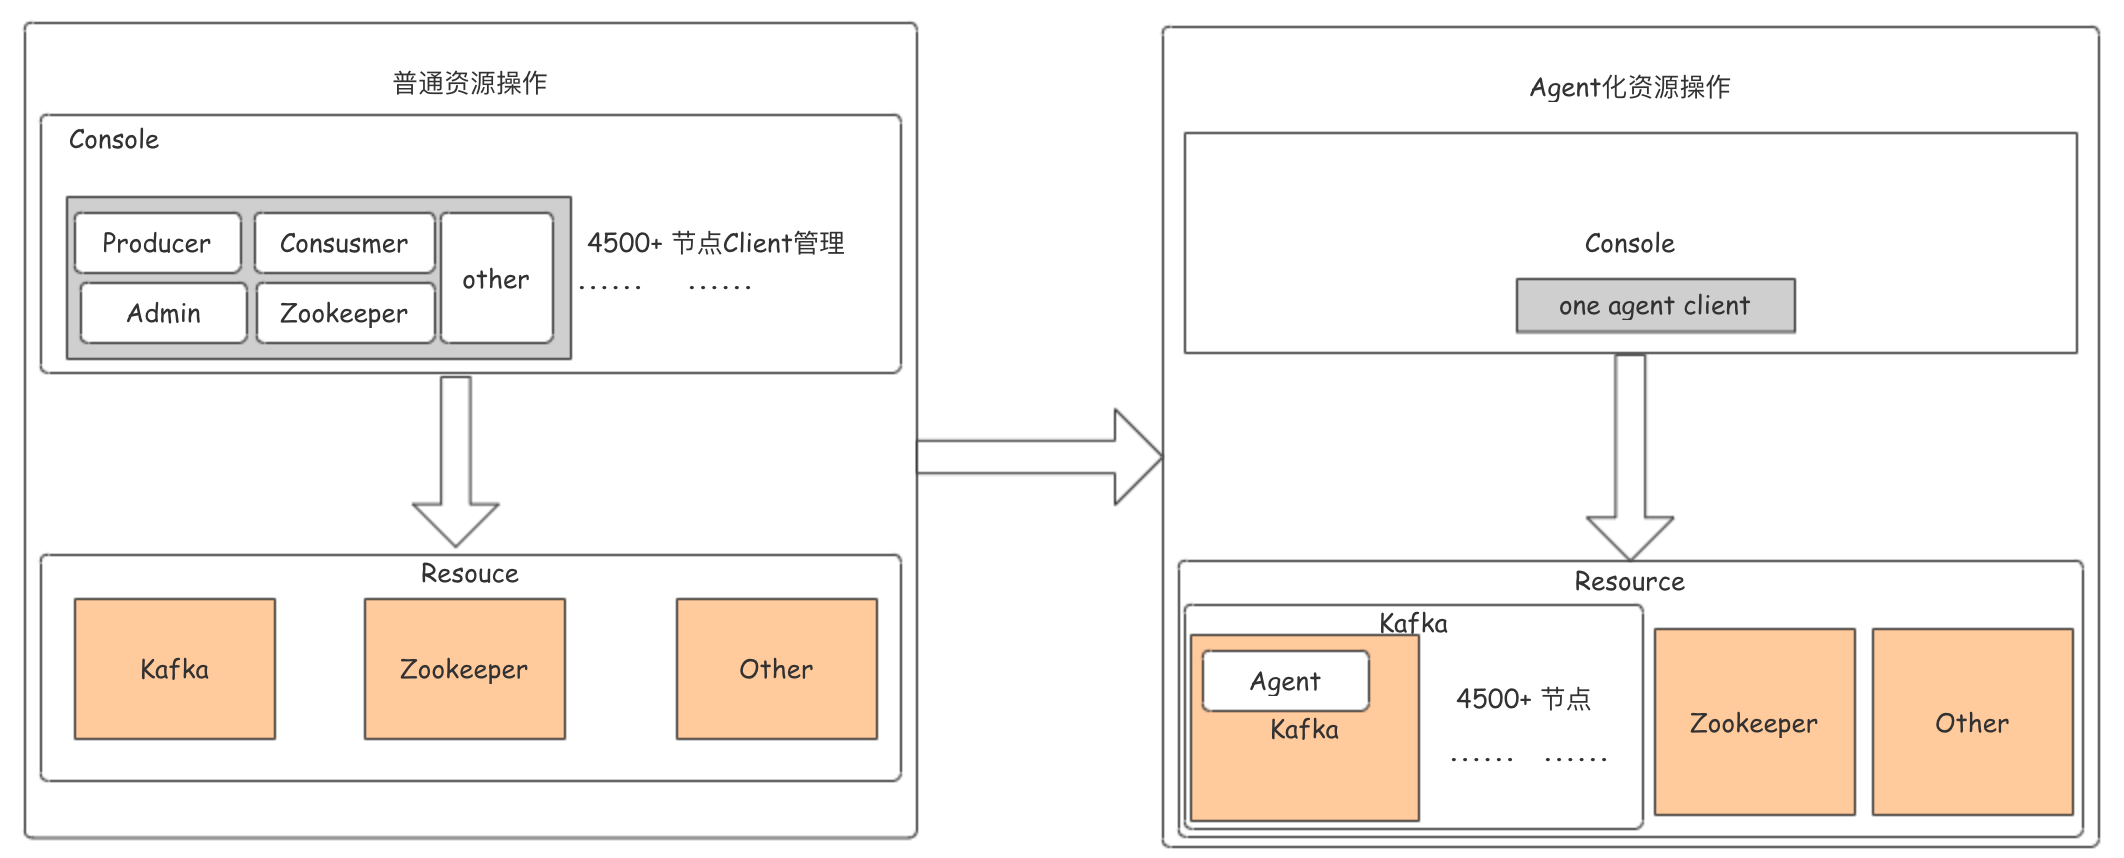 普通资源操作
Console
Producer
Consusmer
other
Admin
Zookeeper
4500+ 节点Client管理
...... ......
Resouce
Kafka
Zookeeper
Other
Agent化资源操作
Console
one agent client
Resource
Kafka
Agent
Kafka
4500+ 节点
...... ......
Zookeeper
Other